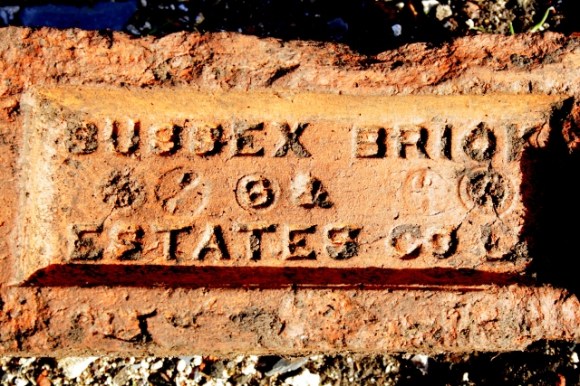 SUSSEX BRICK
&
ESTATES Co L